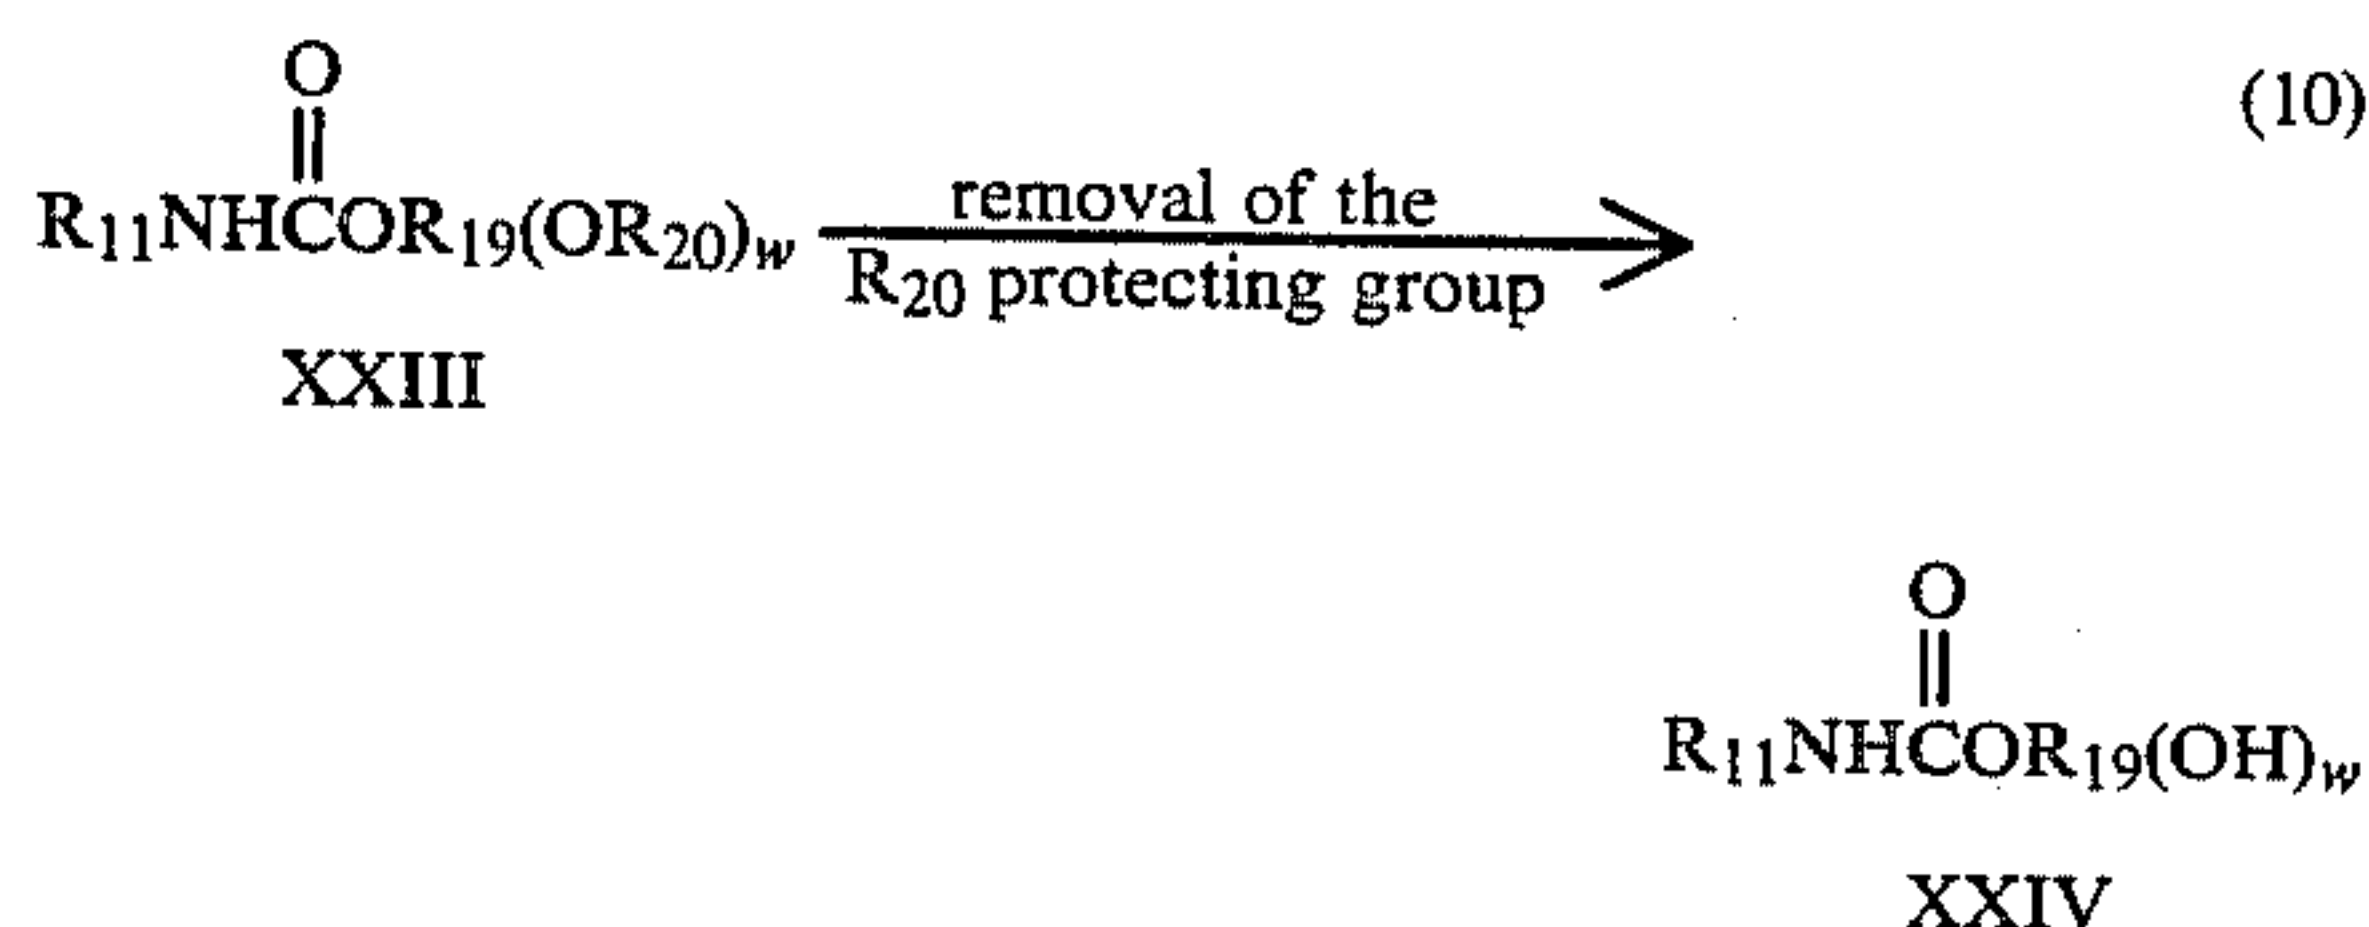 O
(10)
R11NHCOR19(OR20)w
removal of the
R20 protecting group
XXIII
O
R11NHCOR19(OH)w
XXIV